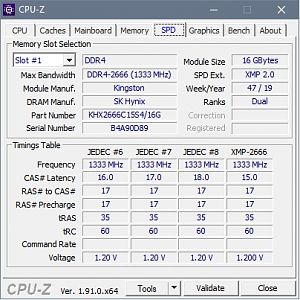 CPU-Z
CPU Caches Mainboard Memory SPD Graphics Bench About
Memory Slot Selection
Slot #1 DDR4 Module Size 16 GBytes
Max Bandwidth DDR4-2666 (1333 MHz) SPD Ext. XMP 2.0
Module Manuf. Kingston Week/Year 47 / 19
DRAM Manuf. SK Hynix Ranks Dual
Part Number KHX2666C15S4/16G Correction
Serial Number B4A90D89 Registered
Timings Table
JEDEC #6 JEDEC #7 JEDEC #8 XMP-2666
Frequency 1333 MHz 1333 MHz 1333 MHz 1333 MHz
CAS# Latency 16.0 17.0 18.0 15.0
RAS# to CAS# 17 17 17 17
RAS# Precharge 17 17 17 17
tRAS 35 35 35 35
tRC 60 60 60 60
Command Rate
Voltage 1.20 V 1.20 V 1.20 V 1.200 V
CPU-Z Ver. 1.91.0.x64 Tools Validate Close